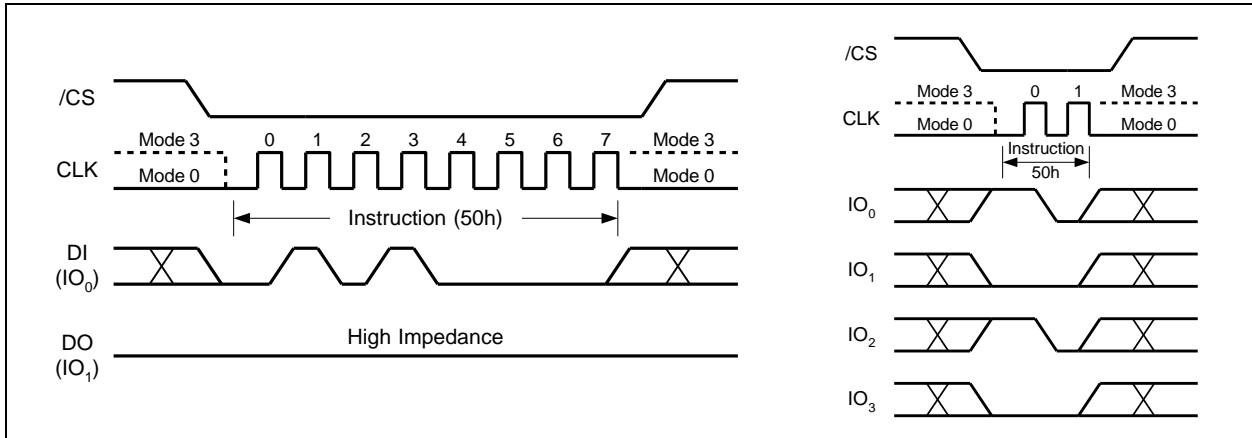 /CS
Mode 3 0 1 2 3 4 5 6 7 Mode 3
CLK Mode 0 Mode 0
Instruction (50h)
DI
(IO0)
High Impedance
DO
(IO1)
/CS
Mode 3 0 1 Mode 3
CLK Mode 0 Mode 0
Instruction
50h
IO0
IO1
IO2
IO3